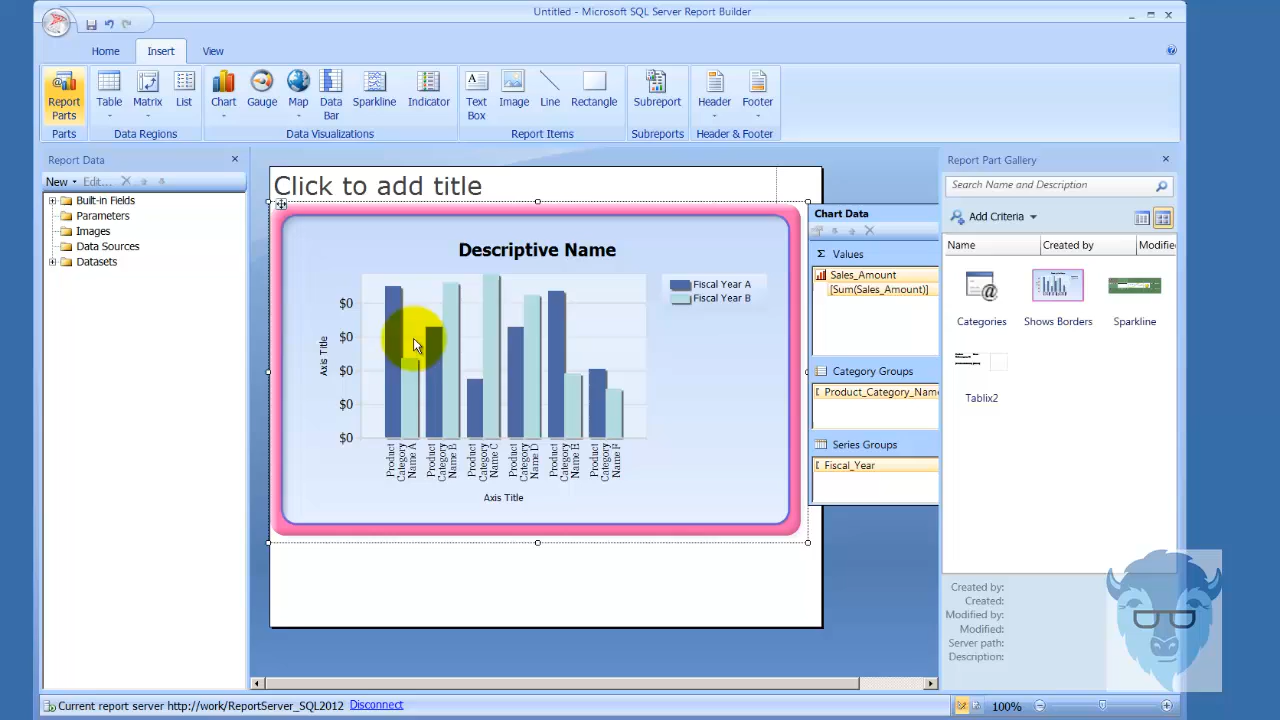 Untitled - Microsoft SQL Server Report Builder
Home Insert View
Report Parts
Table
Matrix
List
Chart
Gauge
Map
Data Bar
Sparkline
Indicator
Text Box
Image
Line
Rectangle
Subreport
Header
Footer
Parts
Data Regions
Data Visualizations
Report Items
Subreports
Header & Footer
Report Data
New Edit...
Built-in Fields
Parameters
Images
Data Sources
Datasets
Click to add title
Descriptive Name
Fiscal Year A
Fiscal Year B
$0
$0
$0
$0
$0
Axis Title
Product Category Name A
Product Category Name B
Product Category Name C
Product Category Name D
Product Category Name E
Product Category Name F
Axis Title
Chart Data
Σ Values
Sales_Amount
[Sum(Sales_Amount)]
Category Groups
Product_Category_Name
Series Groups
Fiscal_Year
Report Part Gallery
Search Name and Description
Add Criteria
Name Created by Modifie
Categories
Shows Borders
Sparkline
Tablix2
Created by:
Created:
Modified by:
Modified:
Server path:
Description:
Current report server http://work/ReportServer_SQL2012 Disconnect
100%